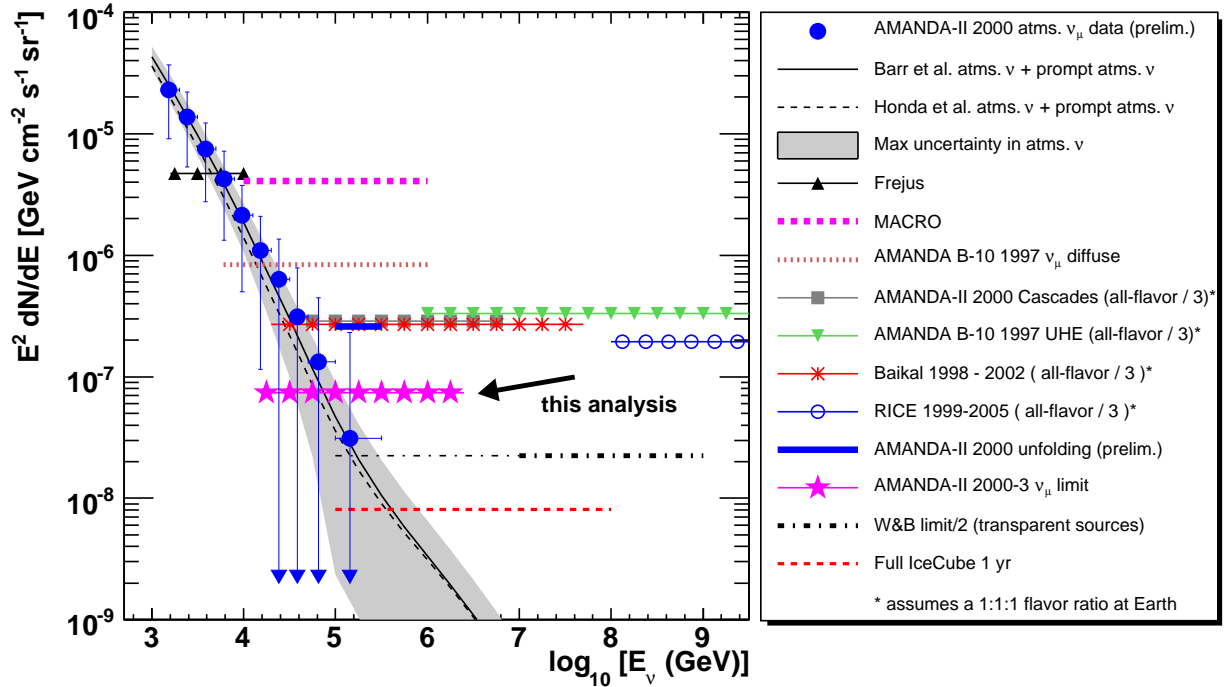 E² dN/dE [GeV cm⁻² s⁻¹ sr⁻¹]
10⁻⁴
10⁻⁵
10⁻⁶
10⁻⁷
10⁻⁸
10⁻⁹
this analysis
3 4 5 6 7 8 9
log₁₀ [E_ν (GeV)]
AMANDA-II 2000 atms. ν_μ data (prelim.)
Barr et al. atms. ν + prompt atms. ν
Honda et al. atms. ν + prompt atms. ν
Max uncertainty in atms. ν
Frejus
MACRO
AMANDA B-10 1997 ν_μ diffuse
AMANDA-II 2000 Cascades (all-flavor / 3)*
AMANDA B-10 1997 UHE (all-flavor / 3)*
Baikal 1998 - 2002 ( all-flavor / 3 )*
RICE 1999-2005 ( all-flavor / 3 )*
AMANDA-II 2000 unfolding (prelim.)
AMANDA-II 2000-3 ν_μ limit
W&B limit/2 (transparent sources)
Full IceCube 1 yr
* assumes a 1:1:1 flavor ratio at Earth